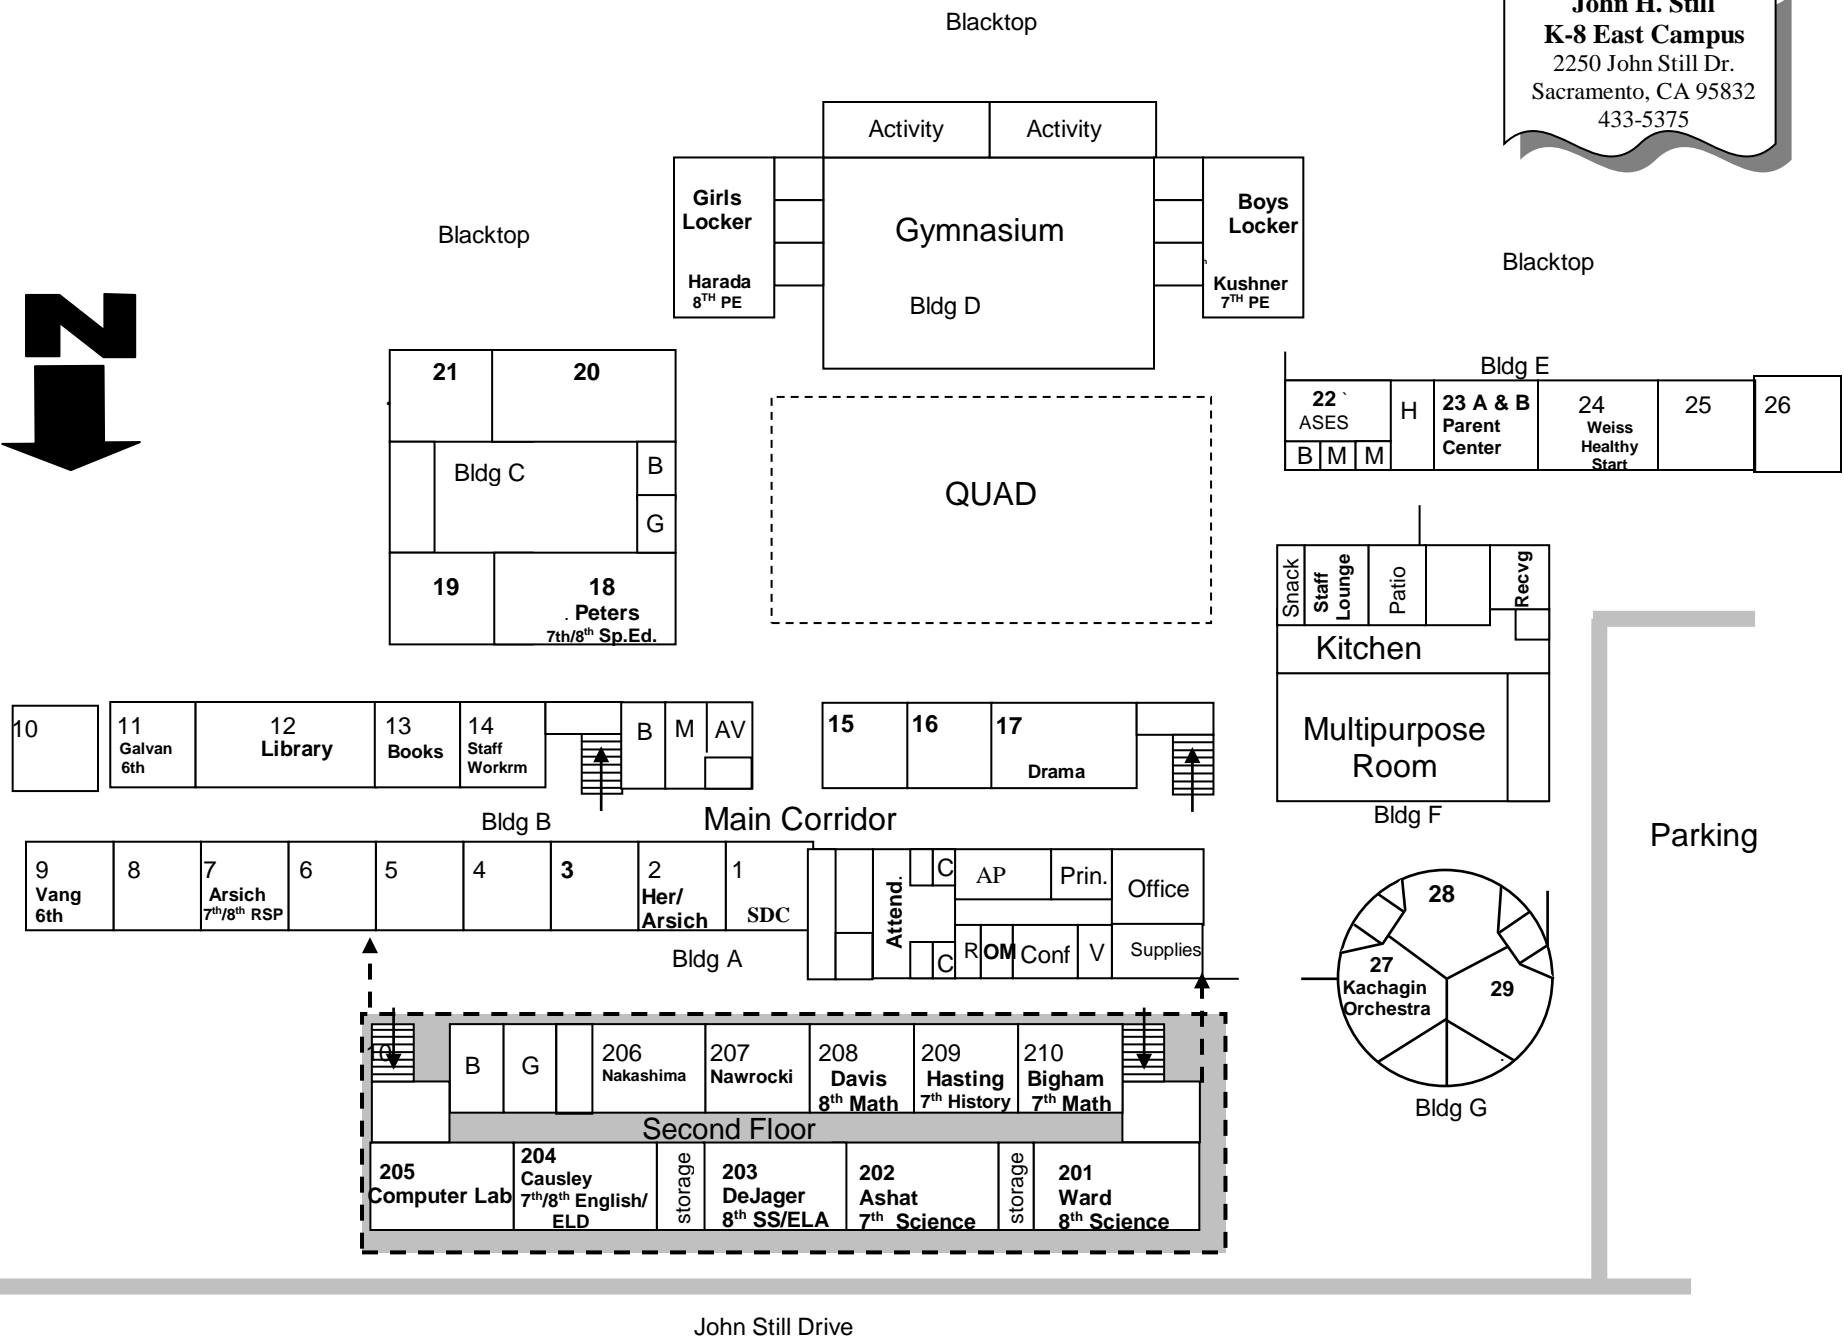 Blacktop
John H. Still
K-8 East Campus
2250 John Still Dr.
Sacramento, CA 95832
433-5375
Activity
Activity
Girls
Locker
Harada
8TH PE
Gymnasium
Bldg D
Boys
Locker
Kushner
7TH PE
Blacktop
Blacktop
N
21
20
Bldg C
B
G
19
18
Peters
7th/8th Sp.Ed.
QUAD
Bldg E
22
ASES
B
M
M
H
23 A & B
Parent
Center
24
Weiss
Healthy
Start
25
26
Snack
Staff
Lounge
Patio
Recvg
Kitchen
Multipurpose
Room
Bldg F
Parking
10
11
Galvan
6th
12
Library
13
Books
14
Staff
Workrm
B
M
AV
15
16
17
Drama
Bldg B
Main Corridor
9
Vang
6th
8
7
Arsich
7th/8th RSP
6
5
4
3
2
Her/
Arsich
1
SDC
Bldg A
Attend.
C
C
AP
Prin.
Office
R
OM
Conf
V
Supplies
28
27
Kachagin
Orchestra
29
Bldg G
10
B
G
206
Nakashima
207
Nawrocki
208
Davis
8th Math
209
Hasting
7th History
210
Bigham
7th Math
Second Floor
205
Computer Lab
204
Causley
7th/8th English/
ELD
storage
203
DeJager
8th SS/ELA
202
Ashat
7th Science
storage
201
Ward
8th Science
John Still Drive